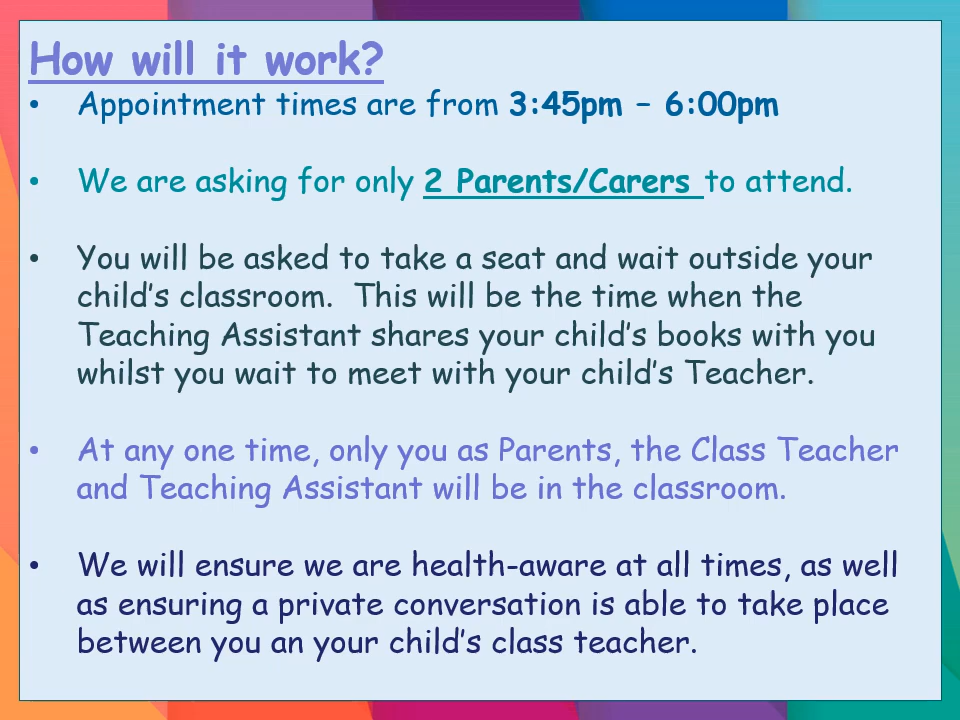 How will it work?
• Appointment times are from 3:45pm – 6:00pm
• We are asking for only 2 Parents/Carers to attend.
• You will be asked to take a seat and wait outside your
child's classroom.  This will be the time when the
Teaching Assistant shares your child's books with you
whilst you wait to meet with your child's Teacher.
• At any one time, only you as Parents, the Class Teacher
and Teaching Assistant will be in the classroom.
• We will ensure we are health-aware at all times, as well
as ensuring a private conversation is able to take place
between you an your child's class teacher.